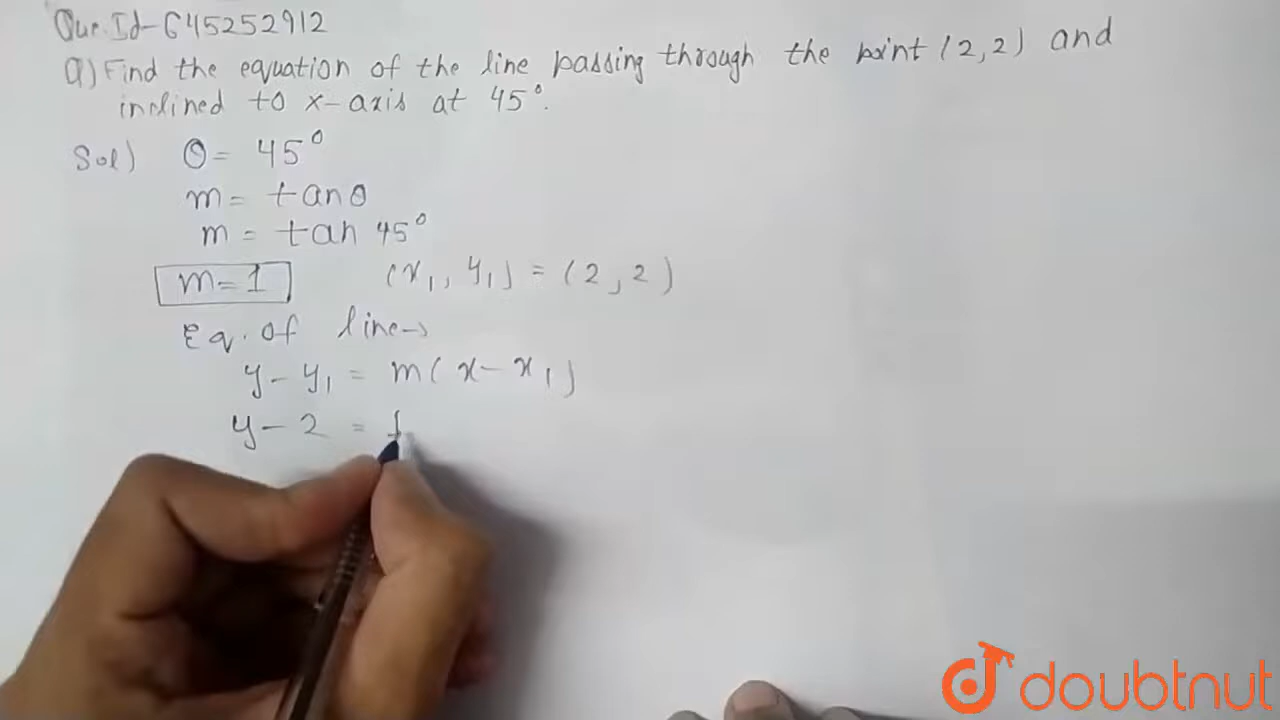 Que.Id-645252912
Q) Find the equation of the line passing through the point (2,2) and
inclined to x-axis at 45°.
Sol) θ= 45°
m= tanθ
m = tan 45°
m=1 (x₁, y₁) = (2, 2)
Eq. of line→
y-y₁ = m(x-x₁)
y-2 = 1
doubtnut